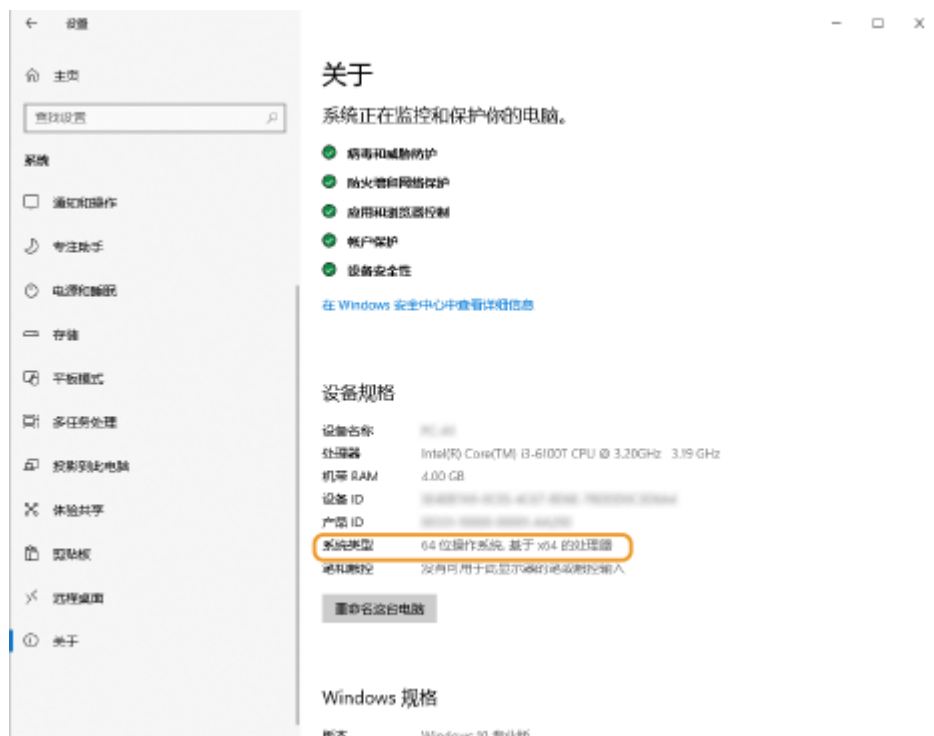 设置
主页
查找设置
系统
通知和操作
专注助手
电源和睡眠
存储
平板模式
多任务处理
投影到此电脑
体验共享
剪贴板
远程桌面
关于
关于
系统正在监控和保护你的电脑。
病毒和威胁防护
防火墙和网络保护
应用和浏览器控制
帐户保护
设备安全性
在 Windows 安全中心中查看详细信息
设备规格
设备名称
处理器 Intel(R) Core(TM) i3-6100T CPU @ 3.20GHz 3.19 GHz
机带 RAM 4.00 GB
设备 ID
产品 ID
系统类型 64 位操作系统, 基于 x64 的处理器
笔和触控 没有可用于此显示器的笔或触控输入
重命名这台电脑
Windows 规格
版本 Windows 10 专业版